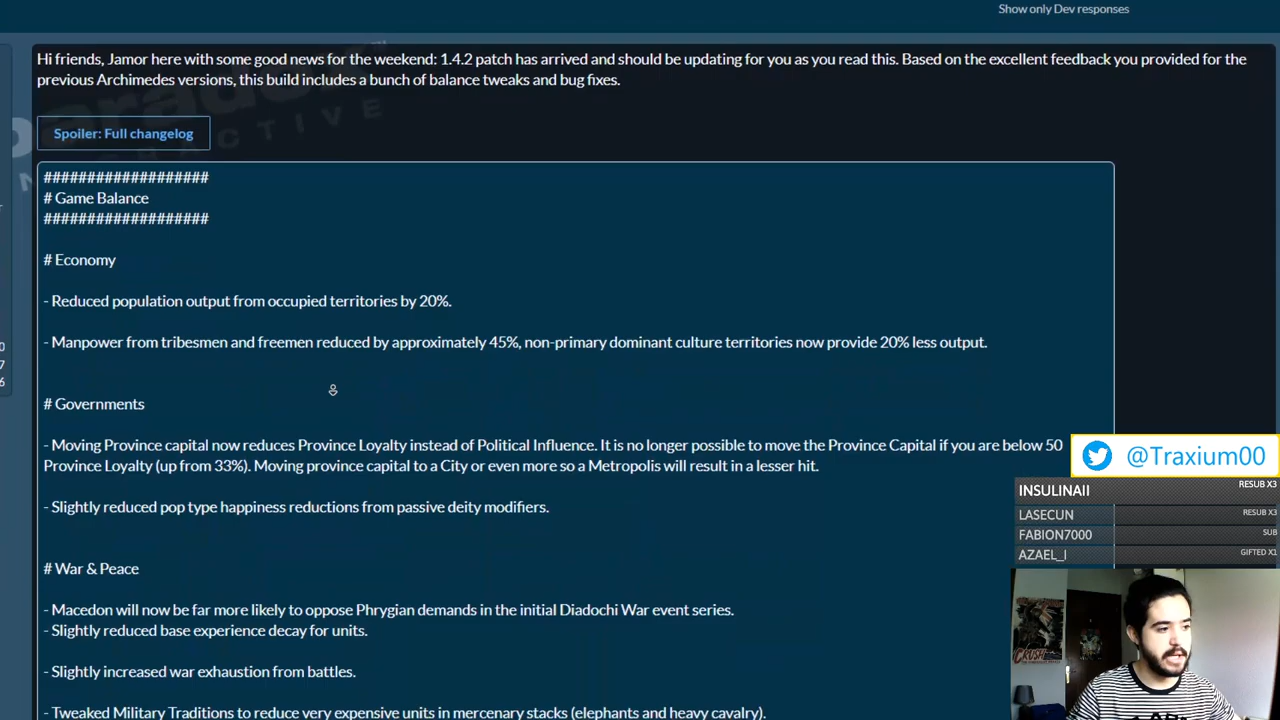 Show only Dev responses
Hi friends, Jamor here with some good news for the weekend: 1.4.2 patch has arrived and should be updating for you as you read this. Based on the excellent feedback you provided for the
previous Archimedes versions, this build includes a bunch of balance tweaks and bug fixes.
Spoiler: Full changelog
###################
# Game Balance
###################
# Economy
- Reduced population output from occupied territories by 20%.
- Manpower from tribesmen and freemen reduced by approximately 45%, non-primary dominant culture territories now provide 20% less output.
# Governments
- Moving Province capital now reduces Province Loyalty instead of Political Influence. It is no longer possible to move the Province Capital if you are below 50
Province Loyalty (up from 33%). Moving province capital to a City or even more so a Metropolis will result in a lesser hit.
- Slightly reduced pop type happiness reductions from passive deity modifiers.
# War & Peace
- Macedon will now be far more likely to oppose Phrygian demands in the initial Diadochi War event series.
- Slightly reduced base experience decay for units.
- Slightly increased war exhaustion from battles.
- Tweaked Military Traditions to reduce very expensive units in mercenary stacks (elephants and heavy cavalry).
0
7
6
@Traxium00
INSULINAII RESUB X3
LASECUN RESUB X3
FABION7000 SUB
AZAEL_I GIFTED X1
CRUSH